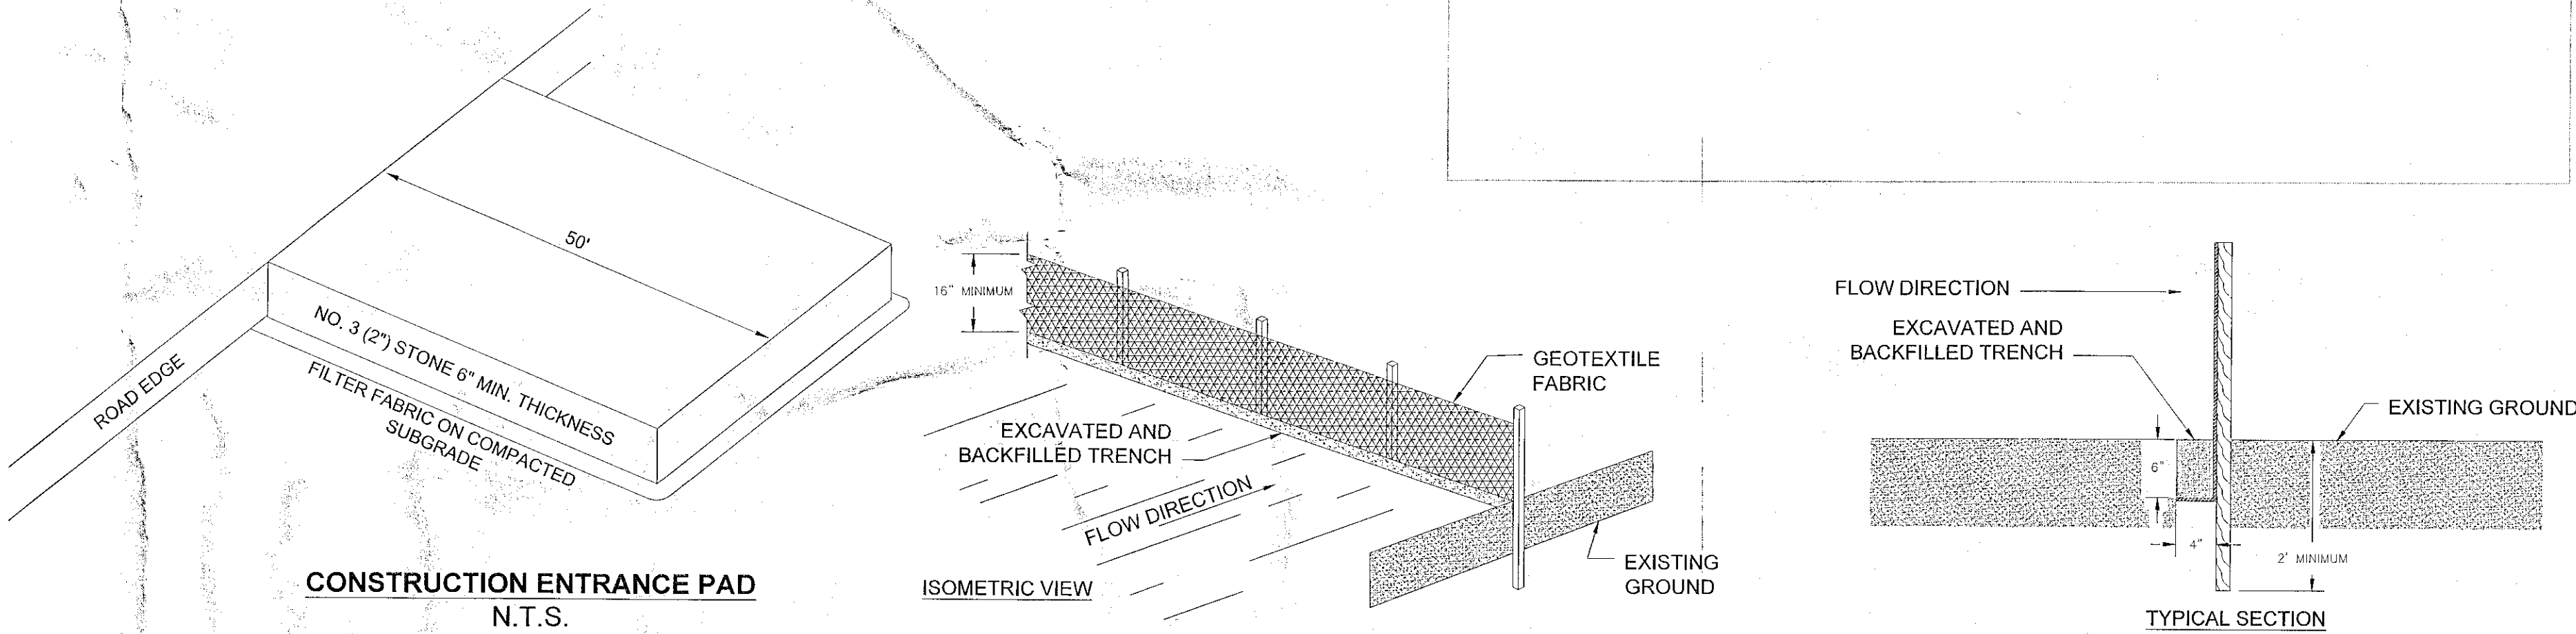 50'
NO. 3 (2") STONE 6" MIN. THICKNESS
FILTER FABRIC ON COMPACTED
SUBGRADE
ROAD EDGE
CONSTRUCTION ENTRANCE PAD
N.T.S.
16" MINIMUM
GEOTEXTILE
FABRIC
EXCAVATED AND
BACKFILLED TRENCH
FLOW DIRECTION
EXISTING
GROUND
ISOMETRIC VIEW
FLOW DIRECTION
EXCAVATED AND
BACKFILLED TRENCH
EXISTING GROUND
6"
4"
2' MINIMUM
TYPICAL SECTION